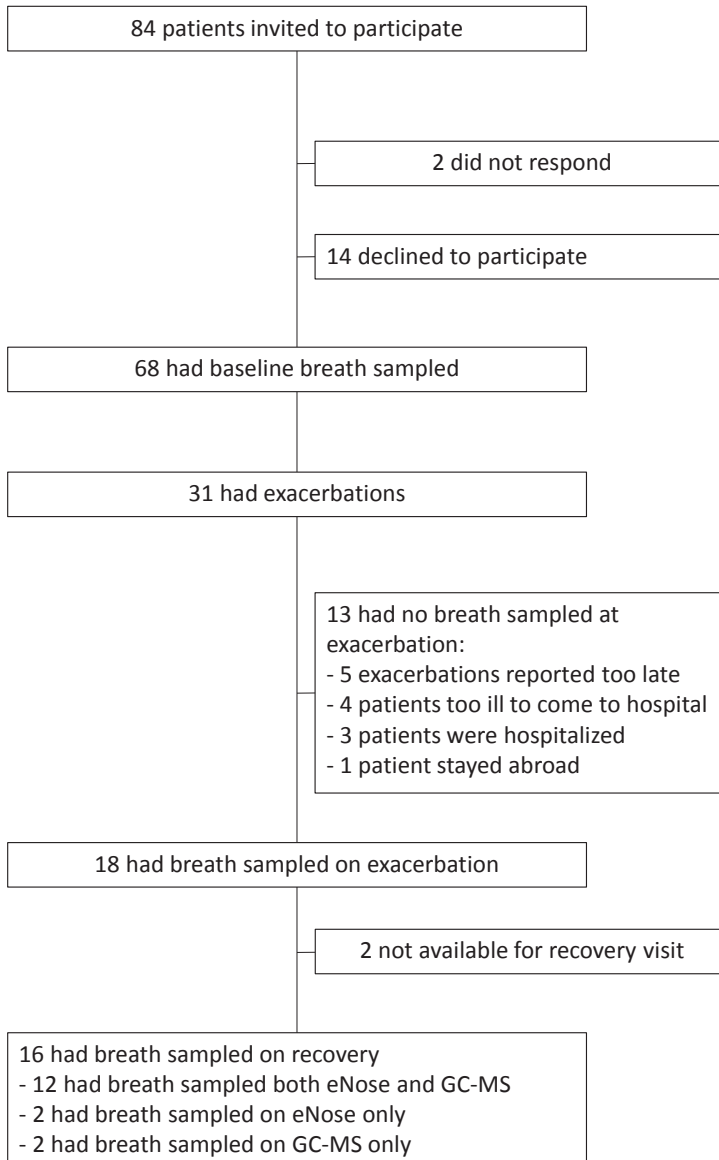 84 patients invited to participate
2 did not respond
14 declined to participate
68 had baseline breath sampled
31 had exacerbations
13 had no breath sampled at
exacerbation:
- 5 exacerbations reported too late
- 4 patients too ill to come to hospital
- 3 patients were hospitalized
- 1 patient stayed abroad
18 had breath sampled on exacerbation
2 not available for recovery visit
16 had breath sampled on recovery
- 12 had breath sampled both eNose and GC-MS
- 2 had breath sampled on eNose only
- 2 had breath sampled on GC-MS only